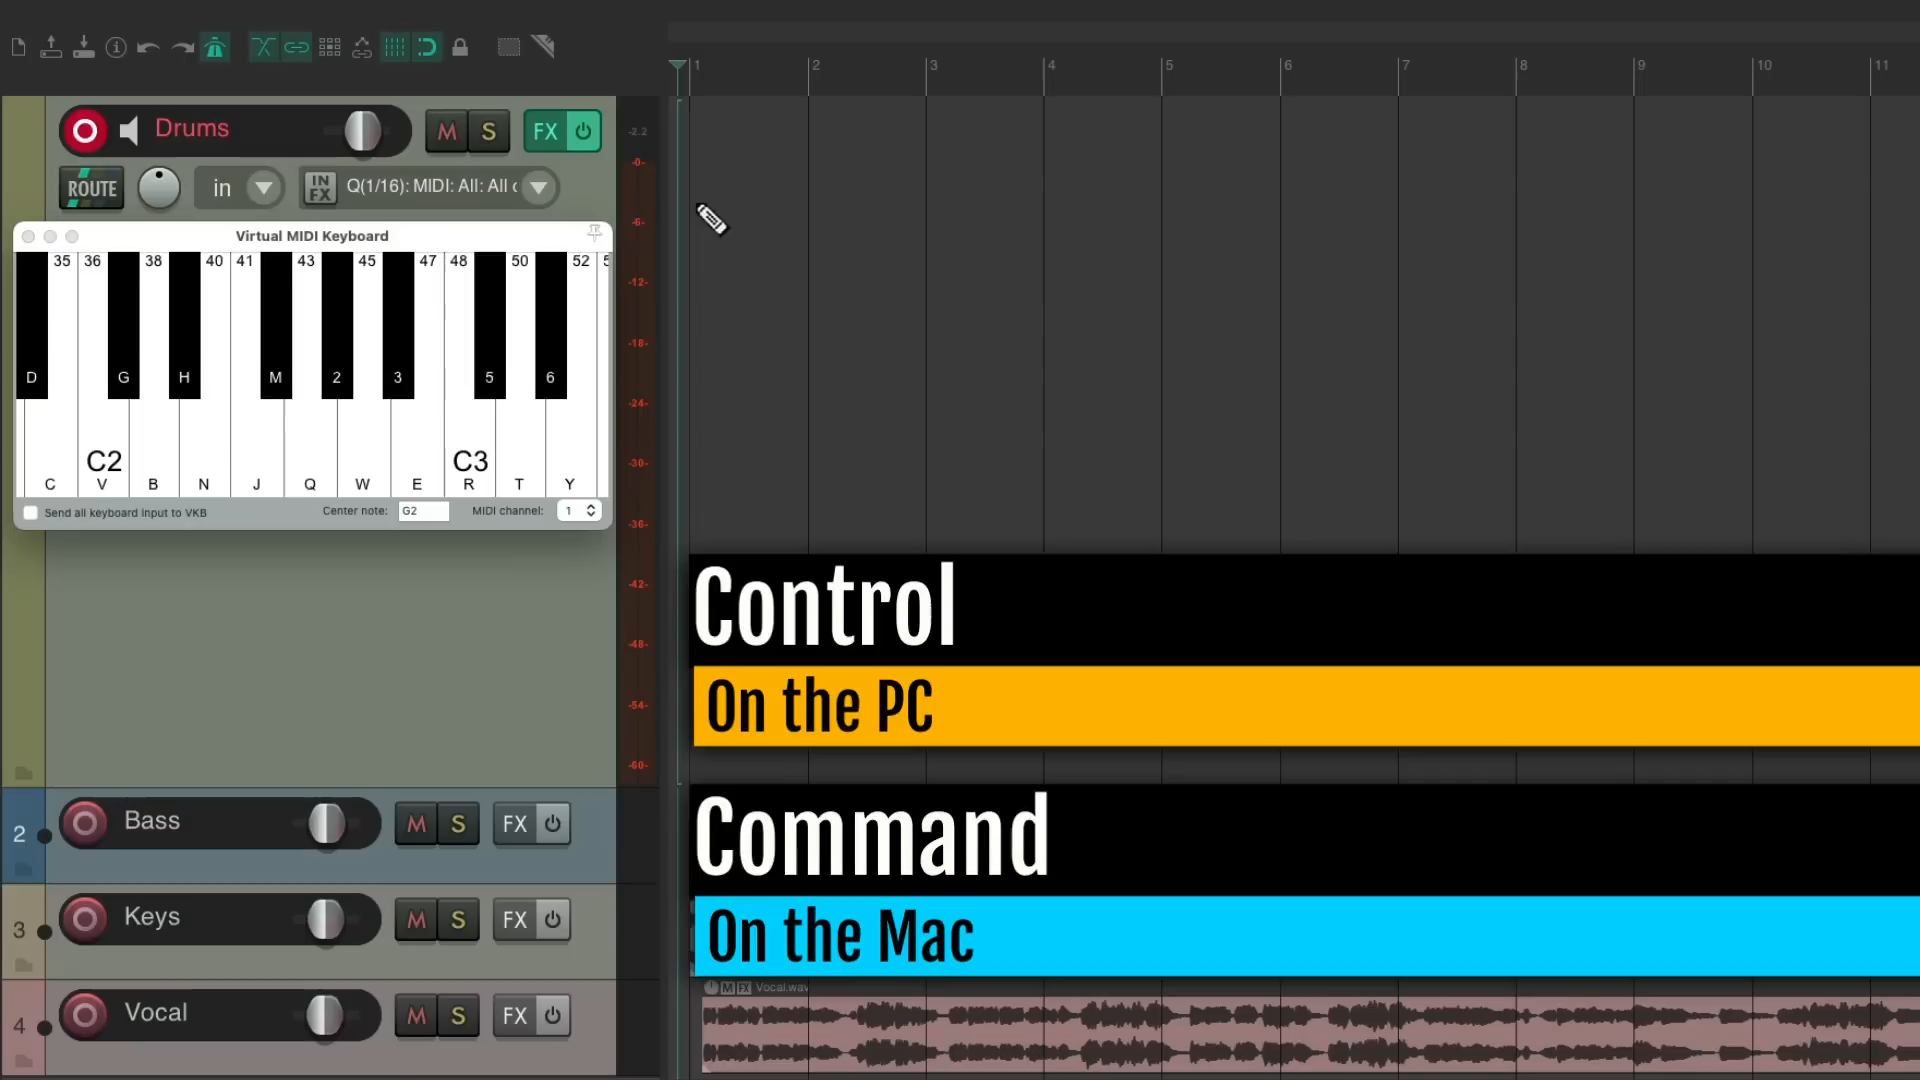 1 2 3 4 5 6 7 8 9 10 11
Drums M S FX
-2.2
-0-
ROUTE in IN FX Q(1/16): MIDI: All: All c
-6-
Virtual MIDI Keyboard
35 36 38 40 41 43 45 47 48 50 52 5
-12-
-18-
D G H M 2 3 5 6
-24-
C2 C3
-30-
C V B N J Q W E R T Y
Send all keyboard input to VKB Center note: G2 MIDI channel: 1
-36-
-42-
Control
-48-
On the PC
-54-
-60-
2 Bass M S FX
Command
3 Keys M S FX
On the Mac
M FX Vocal.wav
4 Vocal M S FX